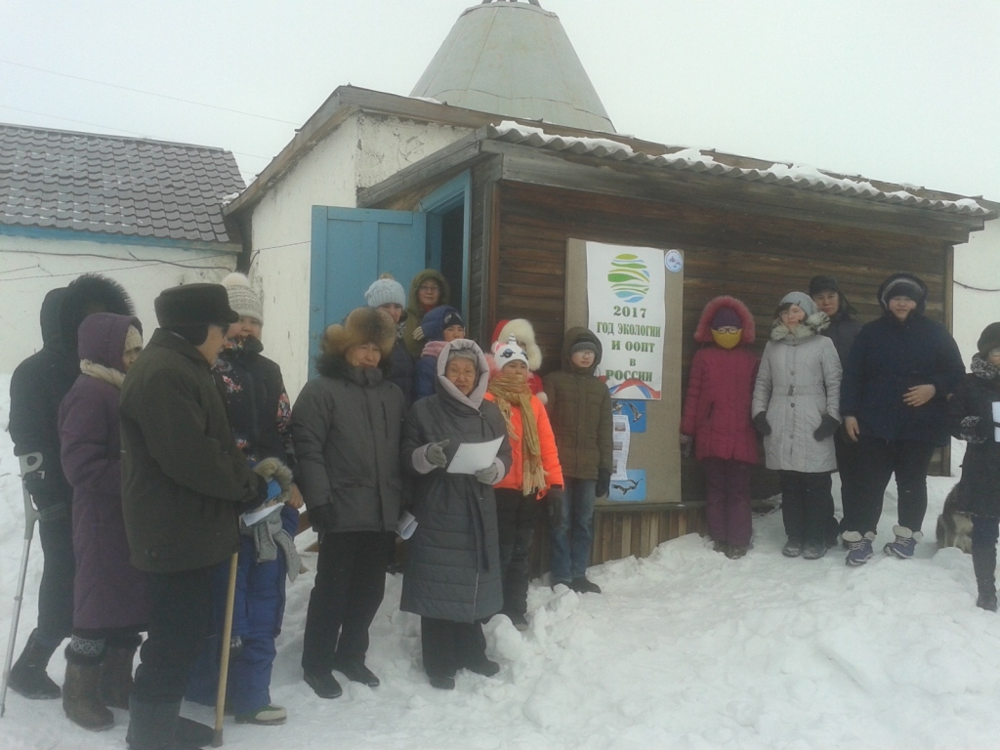 2017
ГОД ЭКОЛОГИИ
И ООПТ
в
РОССИИ